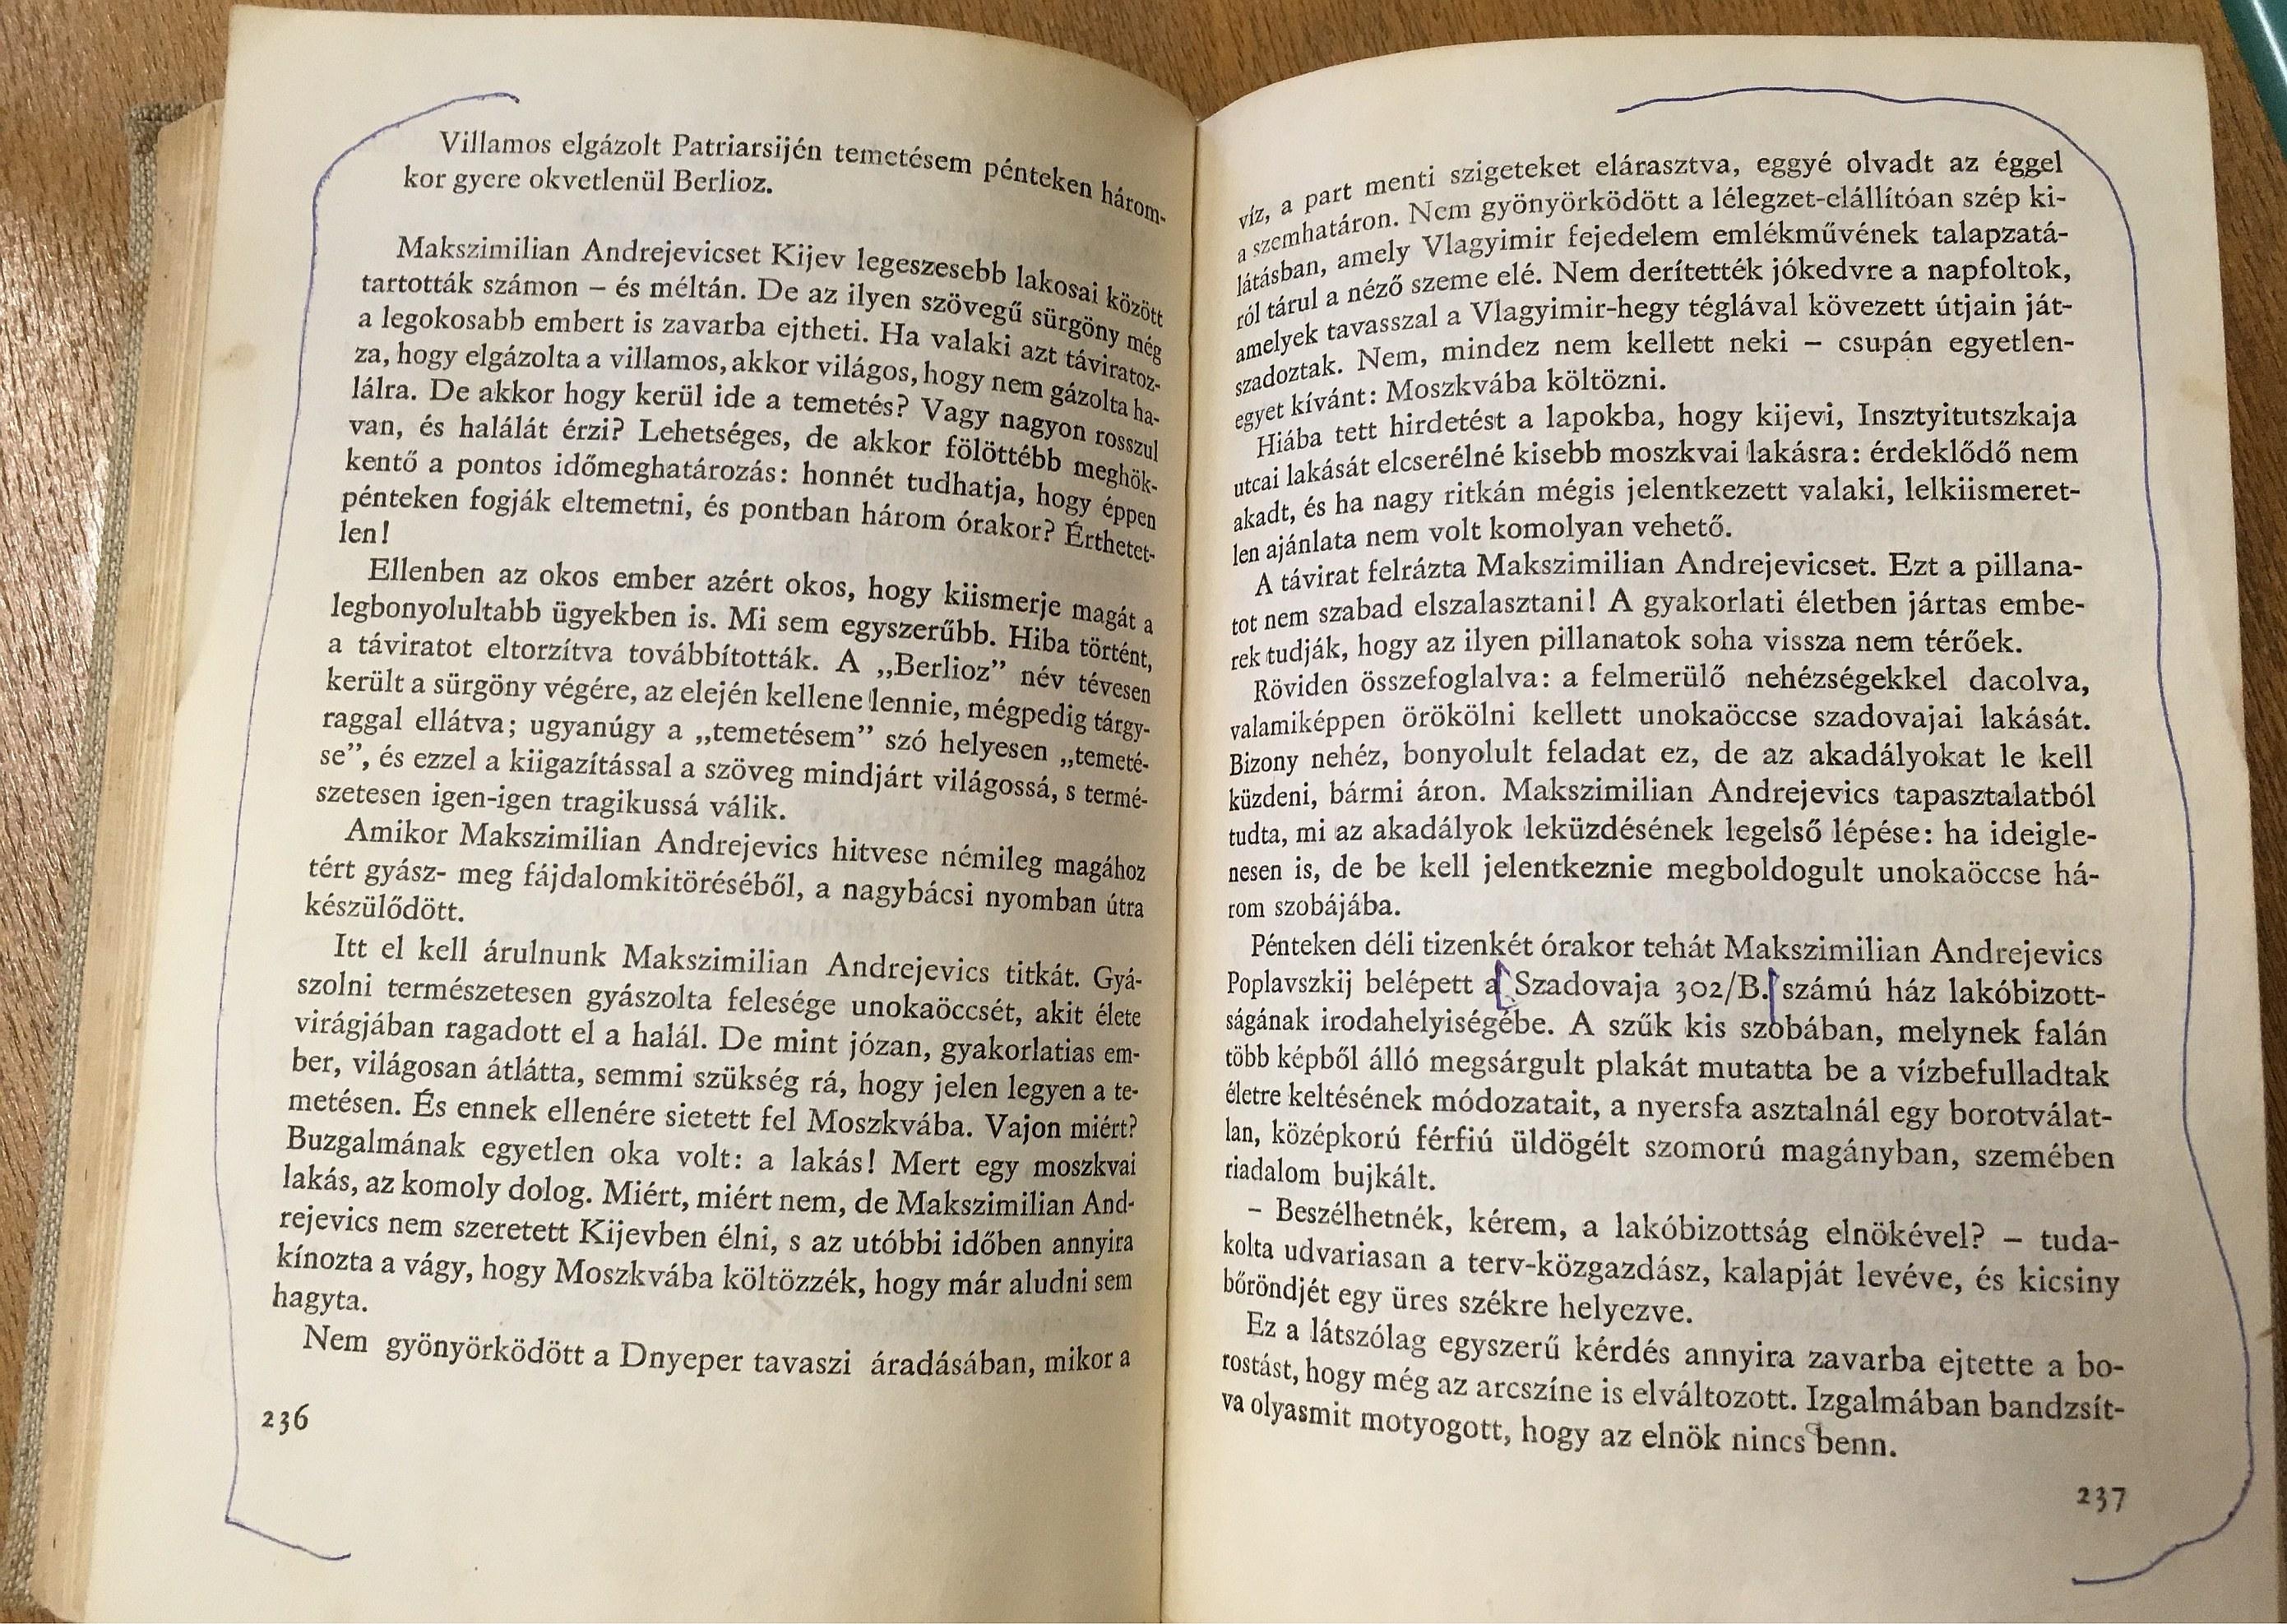 Villamos elgázolt Patriarsijén temetésem pénteken három-
kor gyere okvetlenül Berlioz.
Makszimilian Andrejevicset Kijev legeszesebb lakosai között
tartották számon – és méltán. De az ilyen szövegű sürgöny még
a legokosabb embert is zavarba ejtheti. Ha valaki azt táviratoz-
za, hogy elgázolta a villamos, akkor világos, hogy nem gázolta ha-
lálra. De akkor hogy kerül ide a temetés? Vagy nagyon rosszul
van, és halálát érzi? Lehetséges, de akkor fölöttébb meghök-
kentő a pontos időmeghatározás: honnét tudhatja, hogy éppen
pénteken fogják eltemetni, és pontban három órakor? Érthetet-
len!
Ellenben az okos ember azért okos, hogy kiismerje magát a
legbonyolultabb ügyekben is. Mi sem egyszerűbb. Hiba történt,
a táviratot eltorzítva továbbították. A „Berlioz” név tévesen
került a sürgöny végére, az elején kellene lennie, mégpedig tárgy-
raggal ellátva; ugyanúgy a „temetésem” szó helyesen „temeté-
se”, és ezzel a kiigazítással a szöveg mindjárt világossá, s termé-
szetesen igen-igen tragikussá válik.
Amikor Makszimilian Andrejevics hitvese némileg magához
tért gyász- meg fájdalomkitöréséből, a nagybácsi nyomban útra
készülődött.
Itt el kell árulnunk Makszimilian Andrejevics titkát. Gyá-
szolni természetesen gyászolta felesége unokaöccsét, akit élete
virágjában ragadott el a halál. De mint józan, gyakorlatias em-
ber, világosan átlátta, semmi szükség rá, hogy jelen legyen a te-
metésen. És ennek ellenére sietett fel Moszkvába. Vajon miért?
Buzgalmának egyetlen oka volt: a lakás! Mert egy moszkvai
lakás, az komoly dolog. Miért, miért nem, de Makszimilian And-
rejevics nem szeretett Kijevben élni, s az utóbbi időben annyira
kínozta a vágy, hogy Moszkvába költözzék, hogy már aludni sem
hagyta.
Nem gyönyörködött a Dnyeper tavaszi áradásában, mikor a
236
víz, a part menti szigeteket elárasztva, eggyé olvadt az éggel
a szemhatáron. Nem gyönyörködött a lélegzet-elállítóan szép ki-
látásban, amely Vlagyimir fejedelem emlékművének talapzatá-
ról tárul a néző szeme elé. Nem derítették jókedvre a napfoltok,
amelyek tavasszal a Vlagyimir-hegy téglával kövezett útjain ját-
szadoztak. Nem, mindez nem kellett neki – csupán egyetlen-
egyet kívánt: Moszkvába költözni.
Hiába tett hirdetést a lapokba, hogy kijevi, Insztyitutszkaja
utcai lakását elcserélné kisebb moszkvai lakásra: érdeklődő nem
akadt, és ha nagy ritkán mégis jelentkezett valaki, lelkiismeret-
len ajánlata nem volt komolyan vehető.
A távirat felrázta Makszimilian Andrejevicset. Ezt a pillana-
tot nem szabad elszalasztani! A gyakorlati életben jártas embe-
rek tudják, hogy az ilyen pillanatok soha vissza nem térőek.
Röviden összefoglalva: a felmerülő nehézségekkel dacolva,
valamiképpen örökölni kellett unokaöccse szadovajai lakását.
Bizony nehéz, bonyolult feladat ez, de az akadályokat le kell
küzdeni, bármi áron. Makszimilian Andrejevics tapasztalatból
tudta, mi az akadályok leküzdésének legelső lépése: ha ideigle-
nesen is, de be kell jelentkeznie megboldogult unokaöccse há-
rom szobájába.
Pénteken déli tizenkét órakor tehát Makszimilian Andrejevics
Poplavszkij belépett a Szadovaja 302/B. számú ház lakóbizott-
ságának irodahelyiségébe. A szűk kis szobában, melynek falán
több képből álló megsárgult plakát mutatta be a vízbefulladtak
életre keltésének módozatait, a nyersfa asztalnál egy borotválat-
lan, középkorú férfiú üldögélt szomorú magányban, szemében
riadalom bujkált.
– Beszélhetnék, kérem, a lakóbizottság elnökével? – tuda-
kolta udvariasan a terv-közgazdász, kalapját levéve, és kicsiny
bőröndjét egy üres székre helyezve.
Ez a látszólag egyszerű kérdés annyira zavarba ejtette a bo-
rostást, hogy még az arcszíne is elváltozott. Izgalmában bandzsít-
va olyasmit motyogott, hogy az elnök nincs benn.
237